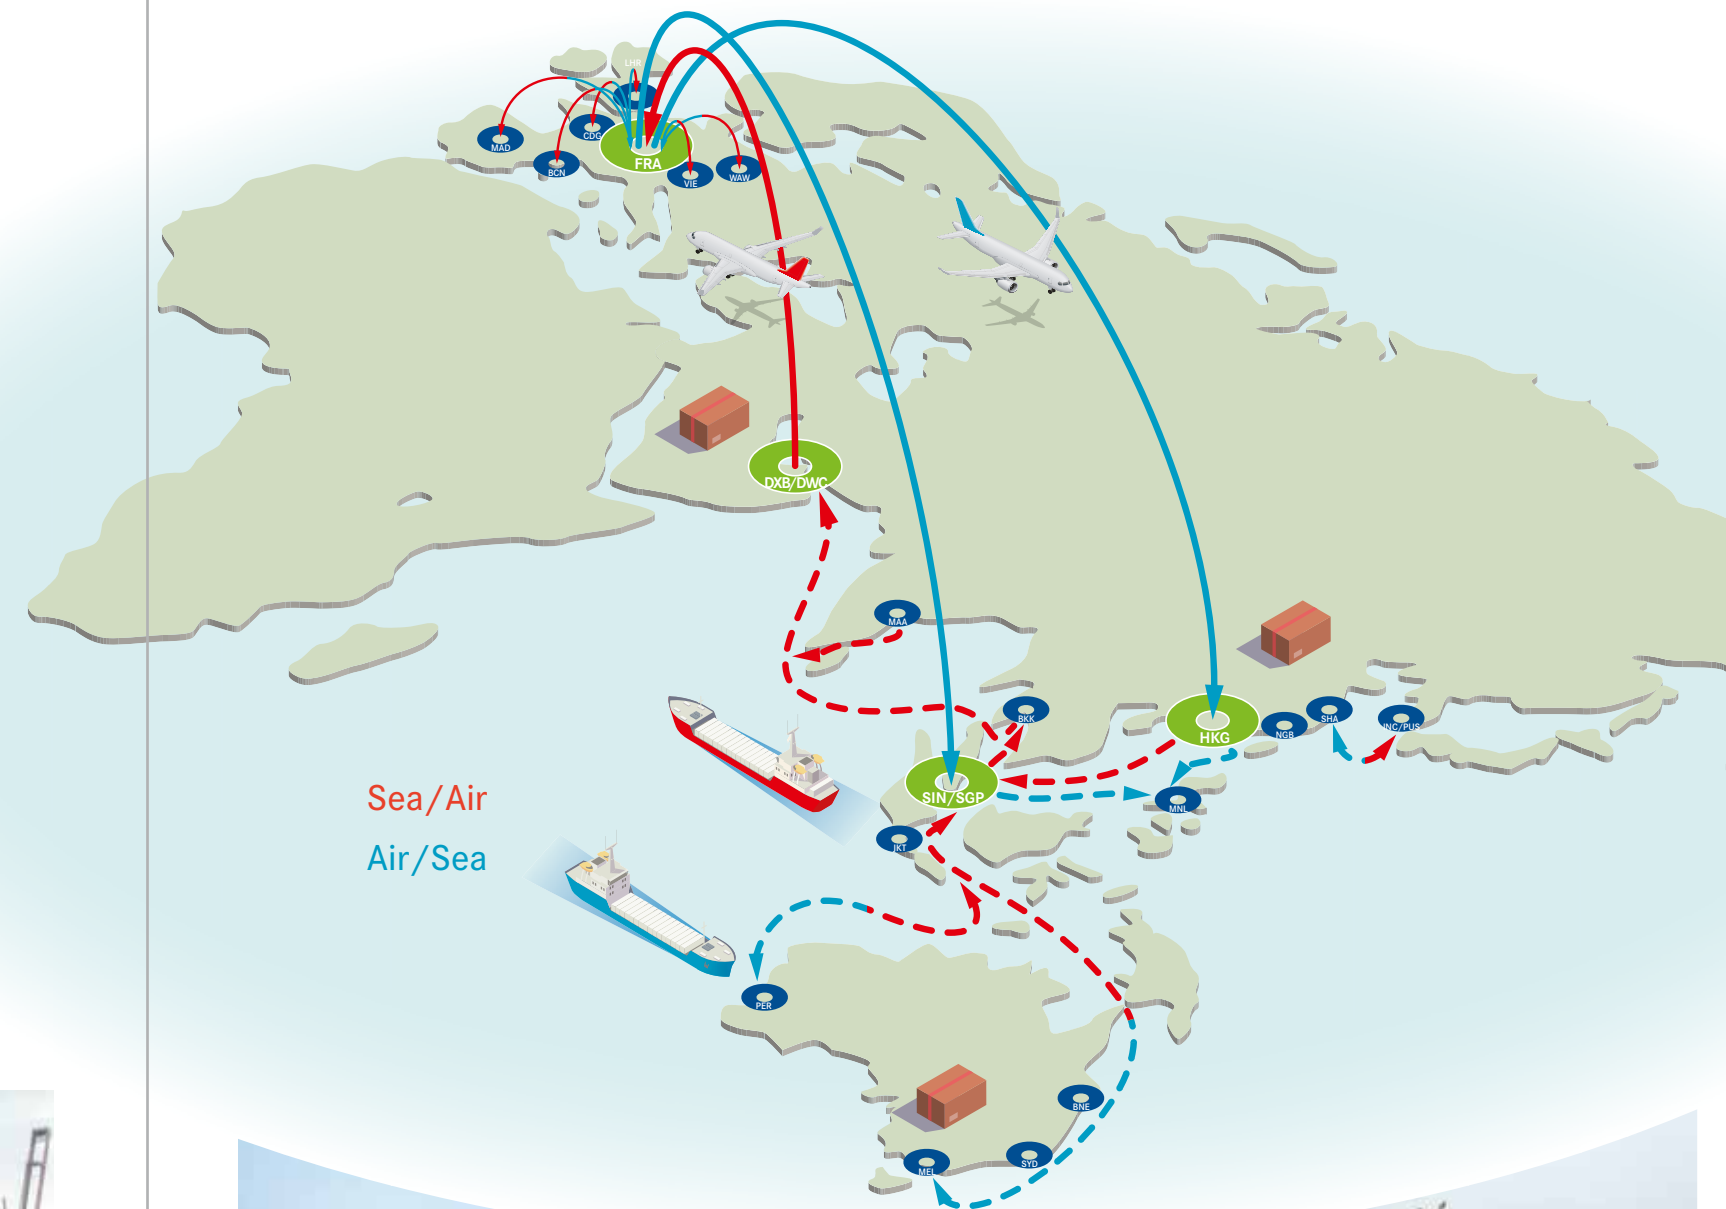 LHR
CDG
MAD
FRA
BCN
VIE
WAW
DXB/DWC
MAA
BKK
SHA
INC/PUS
NGB
HKG
SIN/SGP
Sea/Air
MNL
JKT
Air/Sea
PER
BNE
SYD
MEL